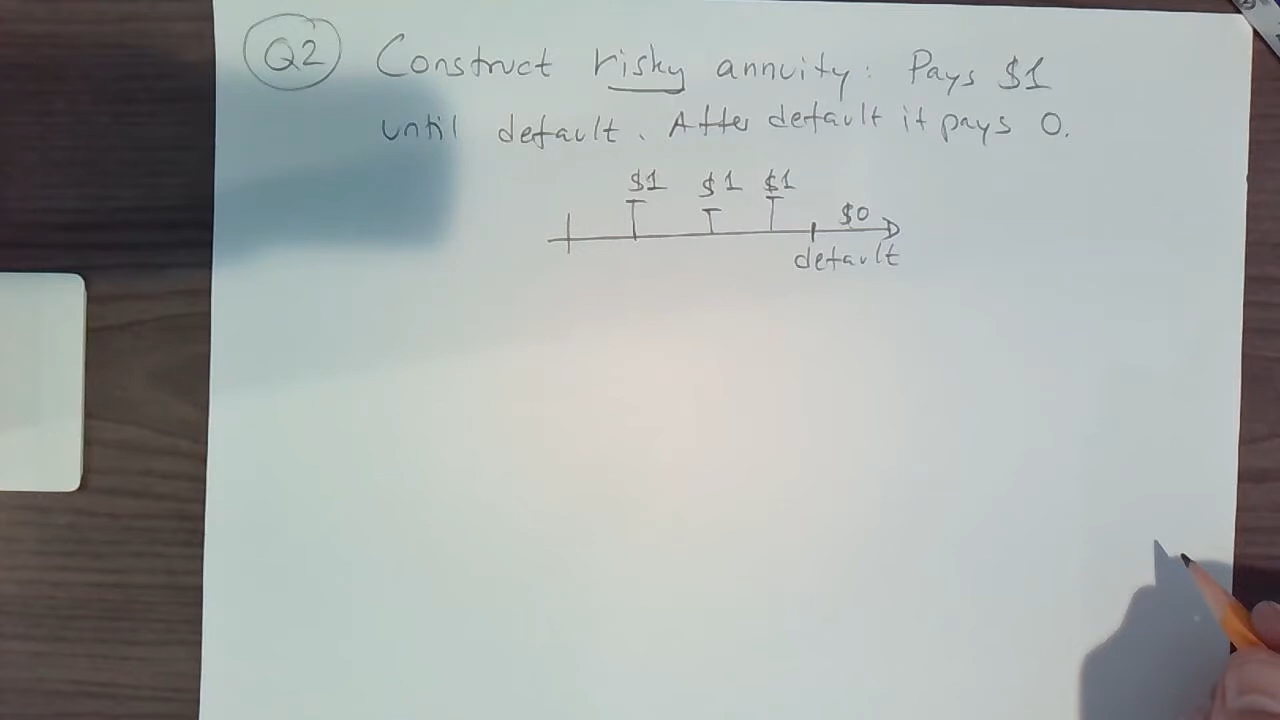 Q2 Construct risky annuity: Pays $1
until default. After default it pays 0.
$1 $1 $1
$0
default